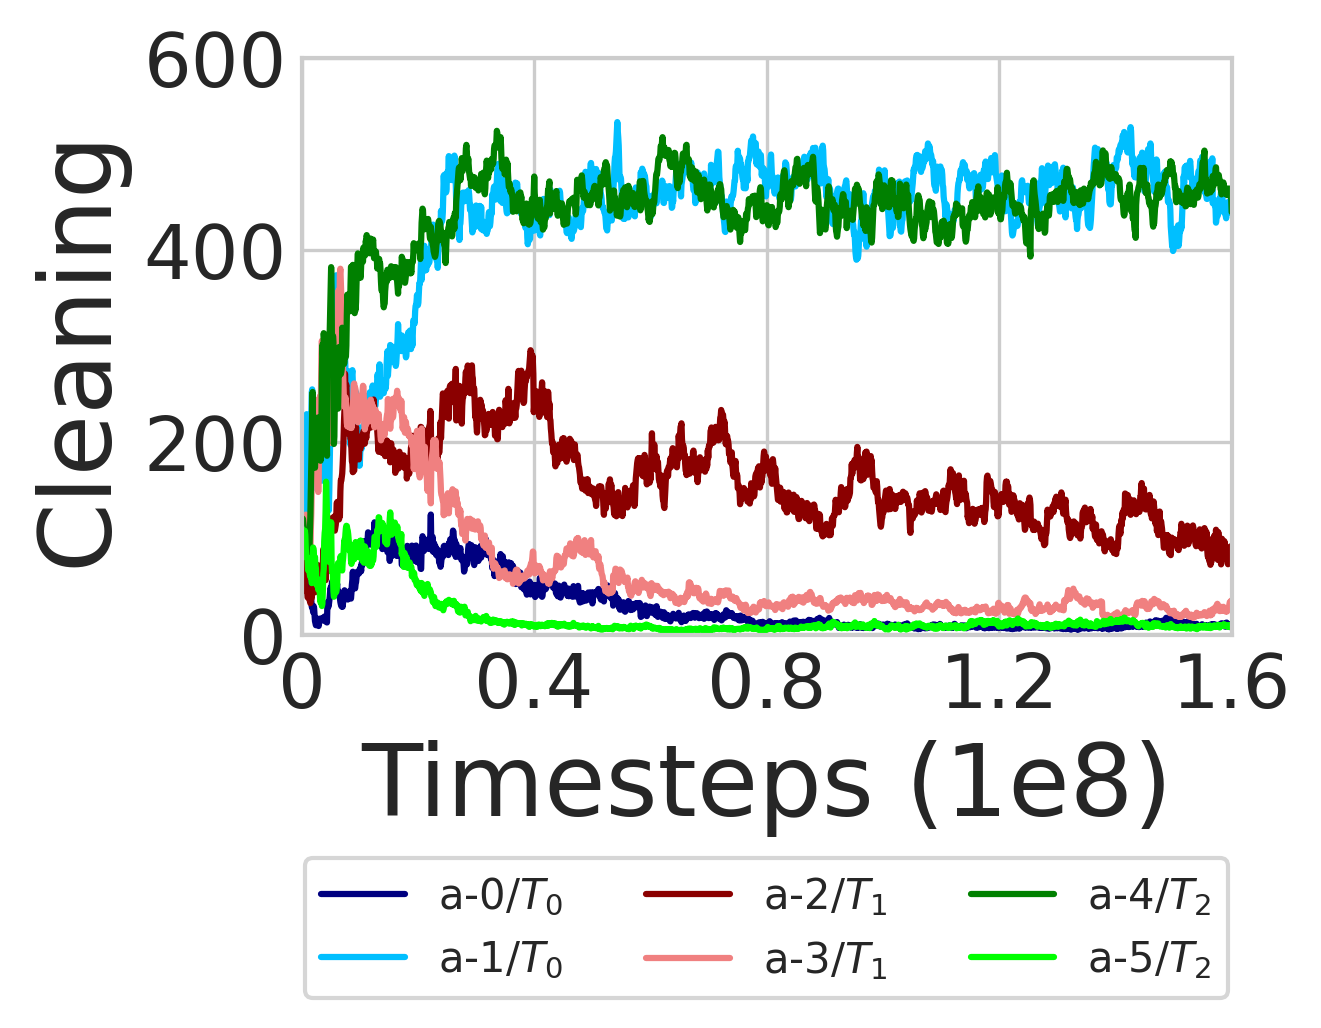 Cleaning
600
400
200
0
0 0.4 0.8 1.2 1.6
Timesteps (1e8)
a-0/T₀ a-2/T₁ a-4/T₂
a-1/T₀ a-3/T₁ a-5/T₂